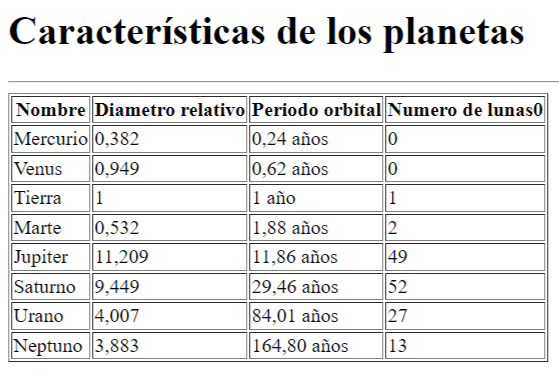 Características de los planetas
Nombre Diametro relativo Periodo orbital Numero de lunas0
Mercurio 0,382 0,24 años 0
Venus 0,949 0,62 años 0
Tierra 1 1 año 1
Marte 0,532 1,88 años 2
Jupiter 11,209 11,86 años 49
Saturno 9,449 29,46 años 52
Urano 4,007 84,01 años 27
Neptuno 3,883 164,80 años 13